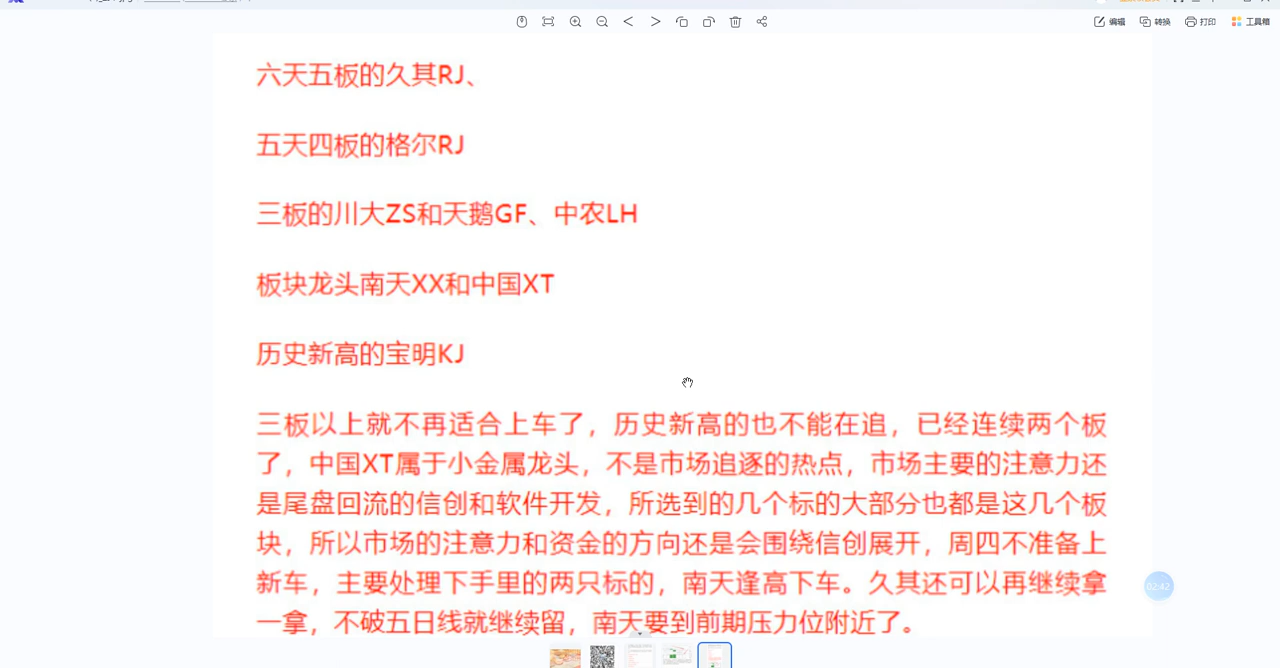 编辑
转换
打印
工具箱
六天五板的久其RJ、
五天四板的格尔RJ
三板的川大ZS和天鹅GF、中农LH
板块龙头南天XX和中国XT
历史新高的宝明KJ
三板以上就不再适合上车了，历史新高的也不能在追，已经连续两个板
了，中国XT属于小金属龙头，不是市场追逐的热点，市场主要的注意力还
是尾盘回流的信创和软件开发，所选到的几个标的大部分也都是这几个板
块，所以市场的注意力和资金的方向还是会围绕信创展开，周四不准备上
新车，主要处理下手里的两只标的，南天逢高下车。久其还可以再继续拿
一拿，不破五日线就继续留，南天要到前期压力位附近了。
02:42